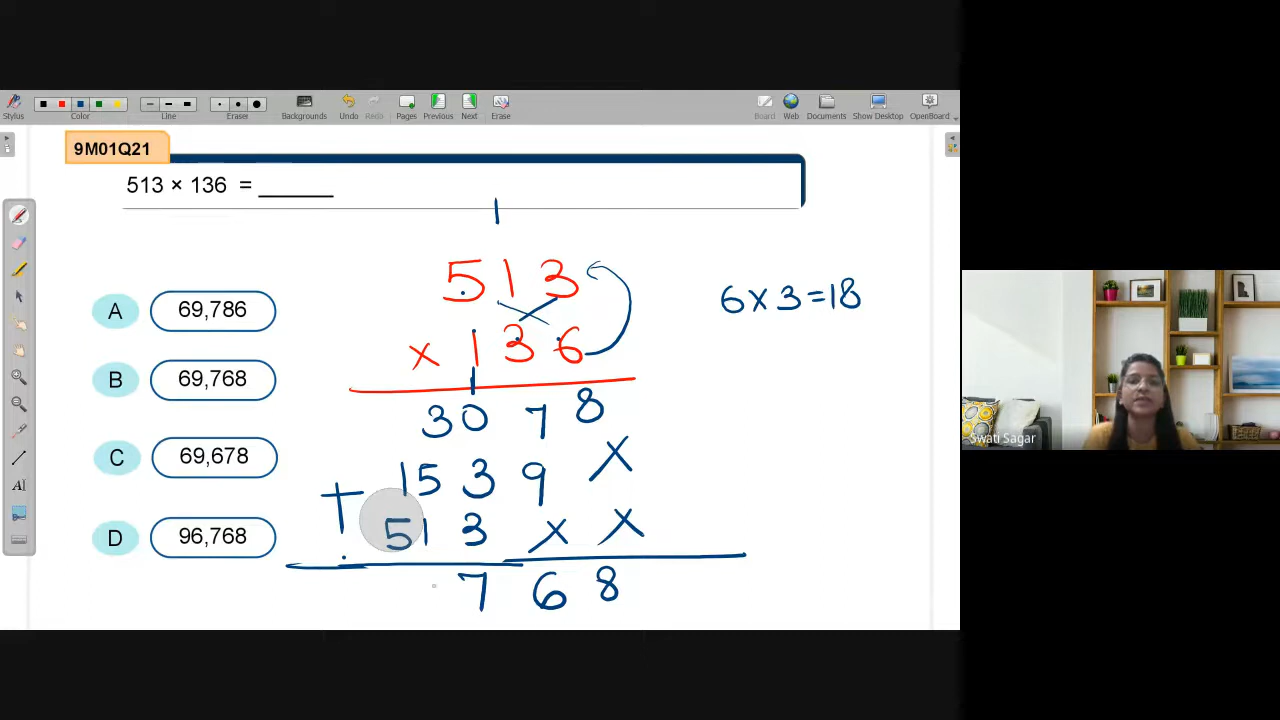 Stylus
Color
Line
Eraser
Backgrounds
Undo
Redo
Pages
Previous
Next
Erase
Board
Web
Documents
Show Desktop
OpenBoard
9M01Q21
513 × 136 = ______
A 69,786
B 69,768
C 69,678
D 96,768
1
513
× 136
1
3078
1539 ×
+ 513 × ×
768
6 × 3 = 18
Swati Sagar